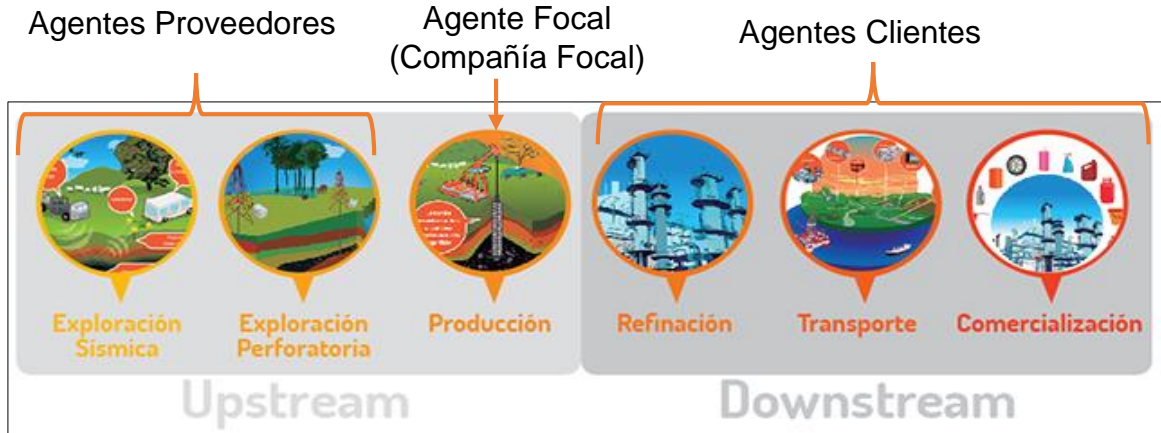 Agentes Proveedores
Agente Focal
(Compañía Focal)
Agentes Clientes
Exploración
Sísmica
Exploración
Perforatoria
Producción
Refinación
Transporte
Comercialización
Upstream
Downstream